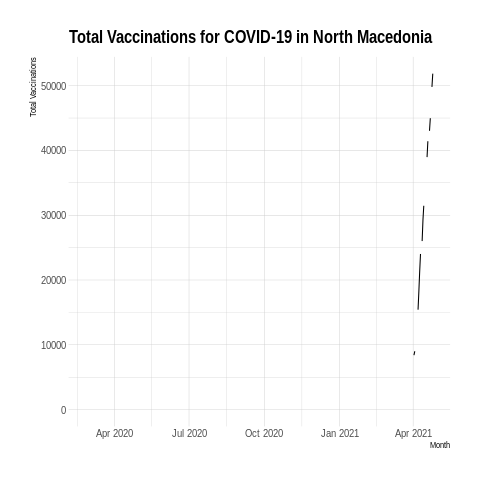 Total Vaccinations for COVID-19 in North Macedonia
Total Vaccinations
50000
40000
30000
20000
10000
0
Apr 2020 Jul 2020 Oct 2020 Jan 2021 Apr 2021
Month